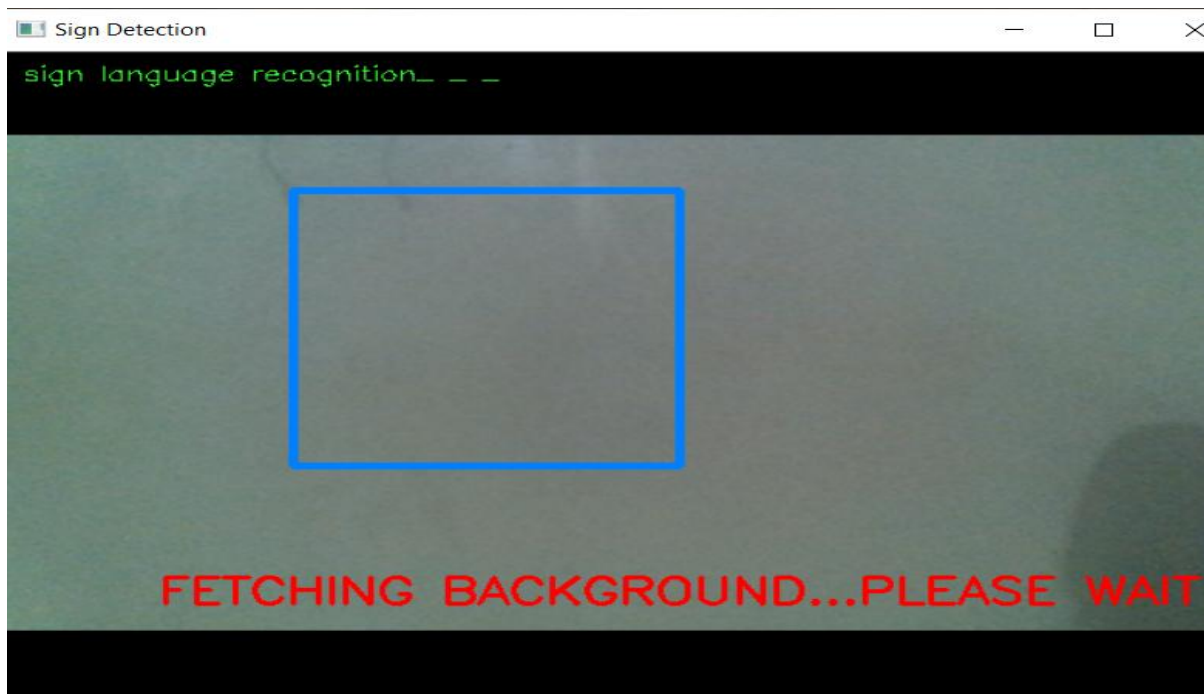 Sign Detection
sign language recognition_ _ _
FETCHING BACKGROUND...PLEASE WAIT